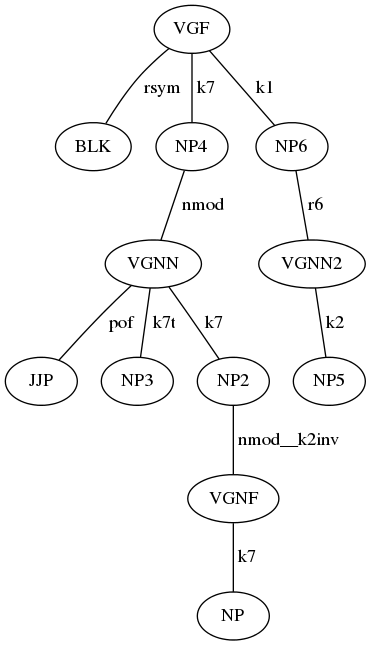 VGF
rsym k7 k1
BLK NP4 NP6
nmod r6
VGNN VGNN2
pof k7t k7 k2
JJP NP3 NP2 NP5
nmod__k2inv
VGNF
k7
NP